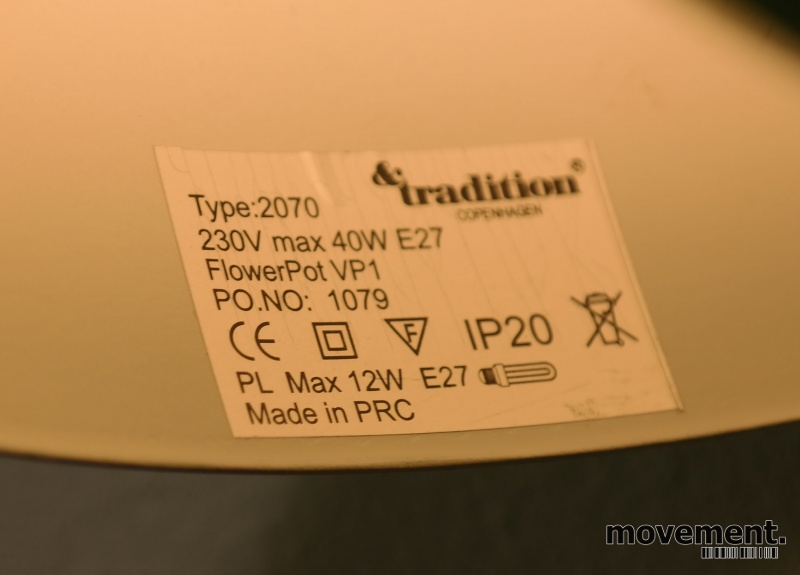 &tradition®
COPENHAGEN
Type:2070
230V max 40W E27
FlowerPot VP1
PO.NO: 1079
CE F IP20
PL Max 12W E27
Made in PRC
movement.